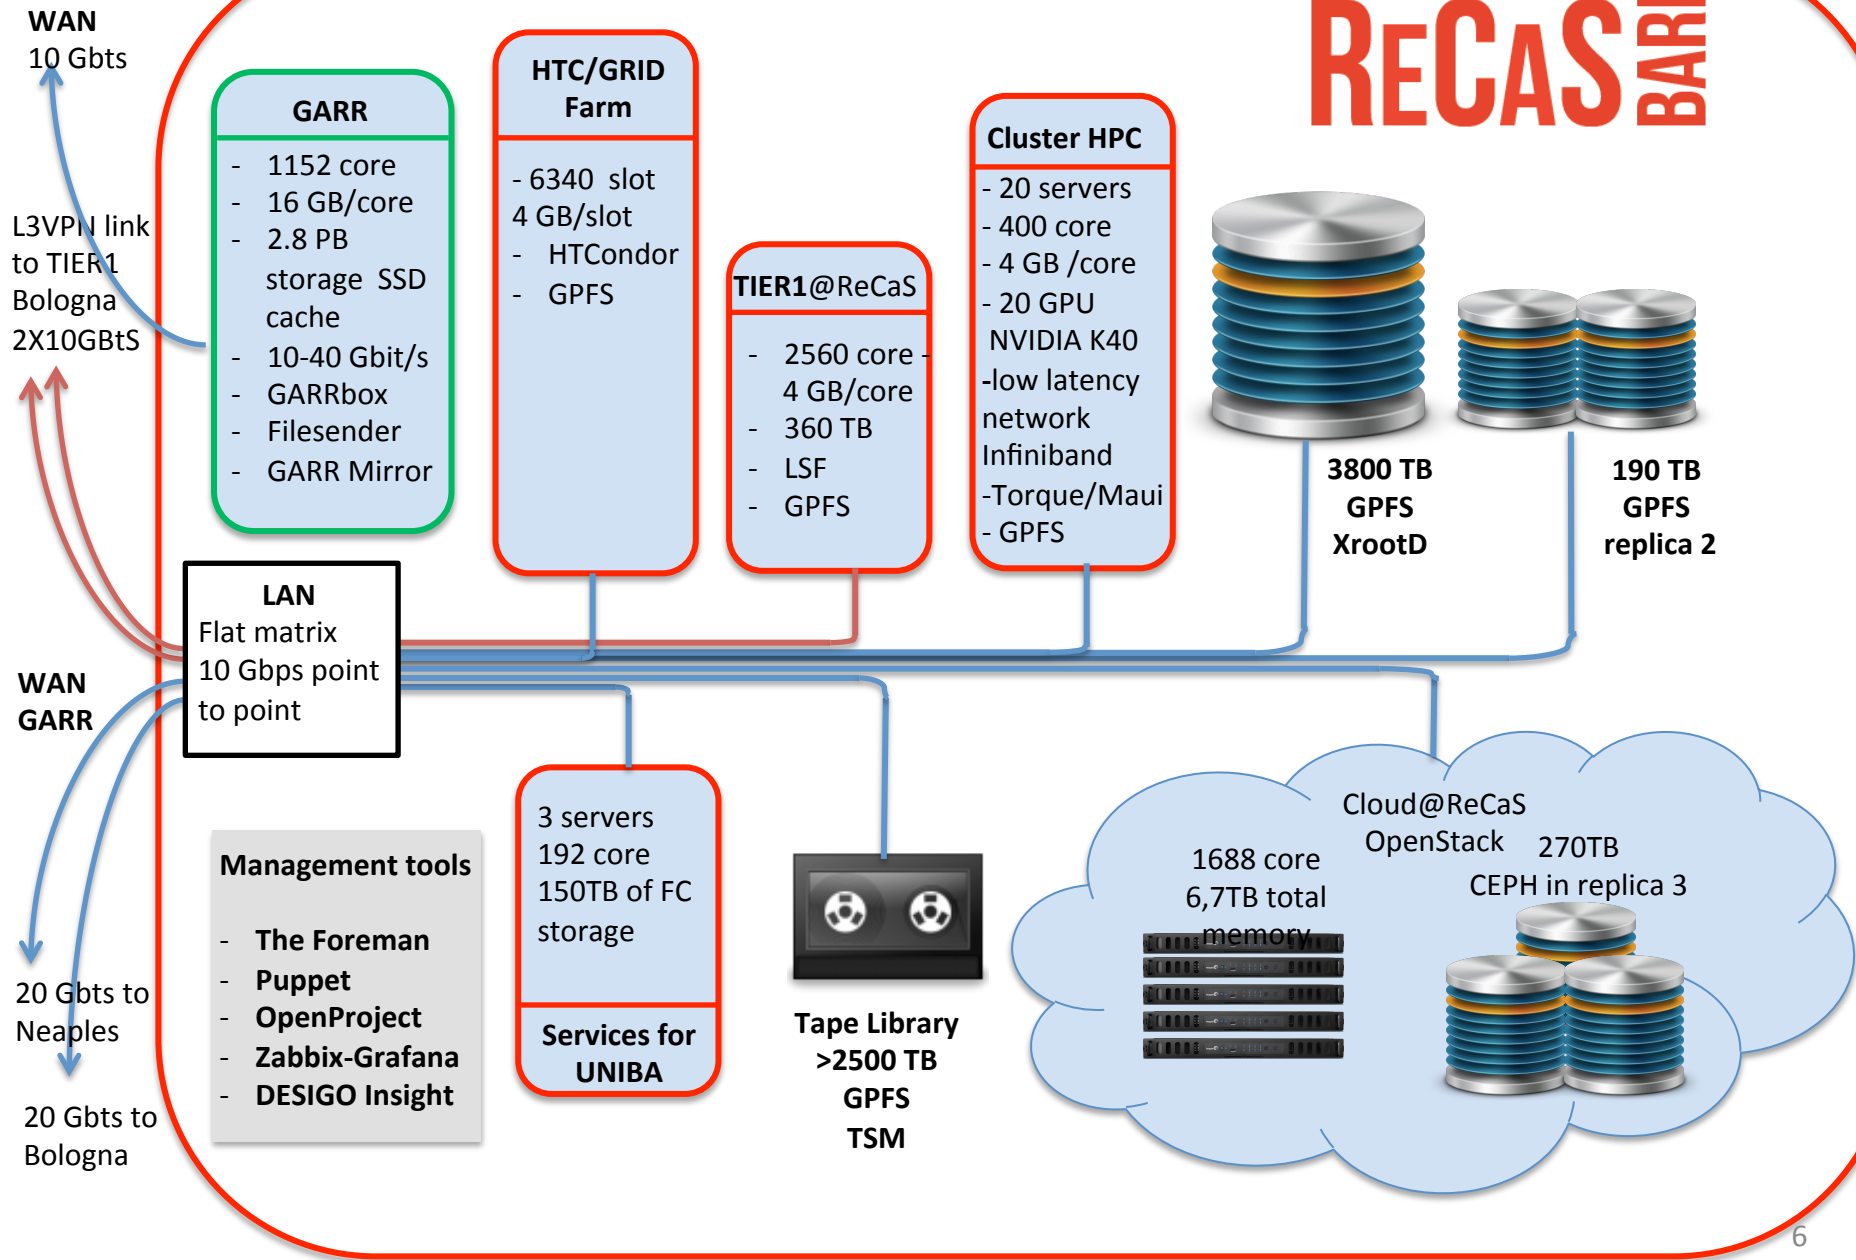 WAN
10 Gbts
L3VPN link
to TIER1
Bologna
2X10GBtS
WAN
GARR
20 Gbts to
Neaples
20 Gbts to
Bologna
GARR
- 1152 core
- 16 GB/core
- 2.8 PB
storage SSD
cache
- 10-40 Gbit/s
- GARRbox
- Filesender
- GARR Mirror
HTC/GRID
Farm
- 6340 slot
4 GB/slot
- HTCondor
- GPFS
TIER1@ReCaS
- 2560 core -
4 GB/core
- 360 TB
- LSF
- GPFS
Cluster HPC
- 20 servers
- 400 core
- 4 GB /core
- 20 GPU
NVIDIA K40
-low latency
network
Infiniband
-Torque/Maui
- GPFS
RECAS
BARI
3800 TB
GPFS
XrootD
190 TB
GPFS
replica 2
LAN
Flat matrix
10 Gbps point
to point
Management tools
- The Foreman
- Puppet
- OpenProject
- Zabbix-Grafana
- DESIGO Insight
3 servers
192 core
150TB of FC
storage
Services for
UNIBA
Tape Library
>2500 TB
GPFS
TSM
Cloud@ReCaS
OpenStack
1688 core
6,7TB total
memory
270TB
CEPH in replica 3
6